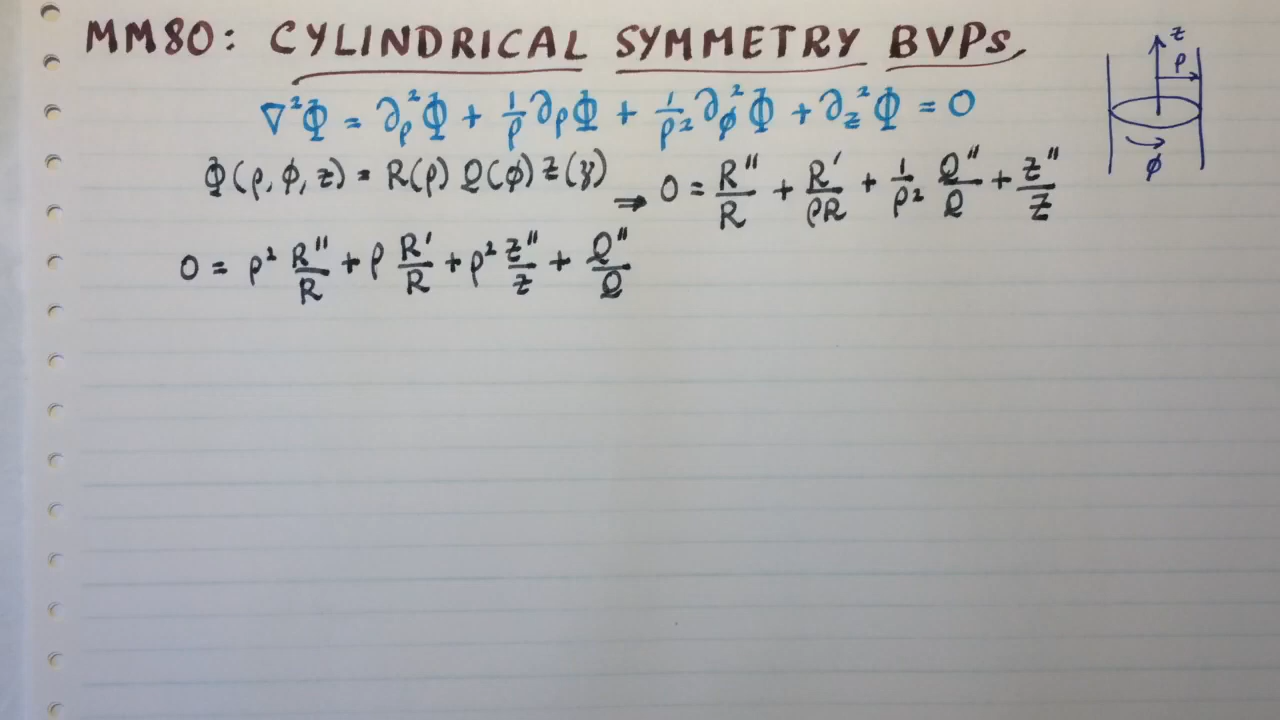 MM80: CYLINDRICAL SYMMETRY BVPs
∇²Φ = ∂ρ²Φ + 1/ρ ∂ρΦ + 1/ρ² ∂ϕ²Φ + ∂z²Φ = 0
Φ(ρ, ϕ, z) = R(ρ) Q(ϕ) Z(z) ⇒ 0 = R''/R + R'/ρR + 1/ρ² Q''/Q + Z''/Z
0 = ρ² R''/R + ρ R'/R + ρ² Z''/Z + Q''/Q
z
ρ
ϕ